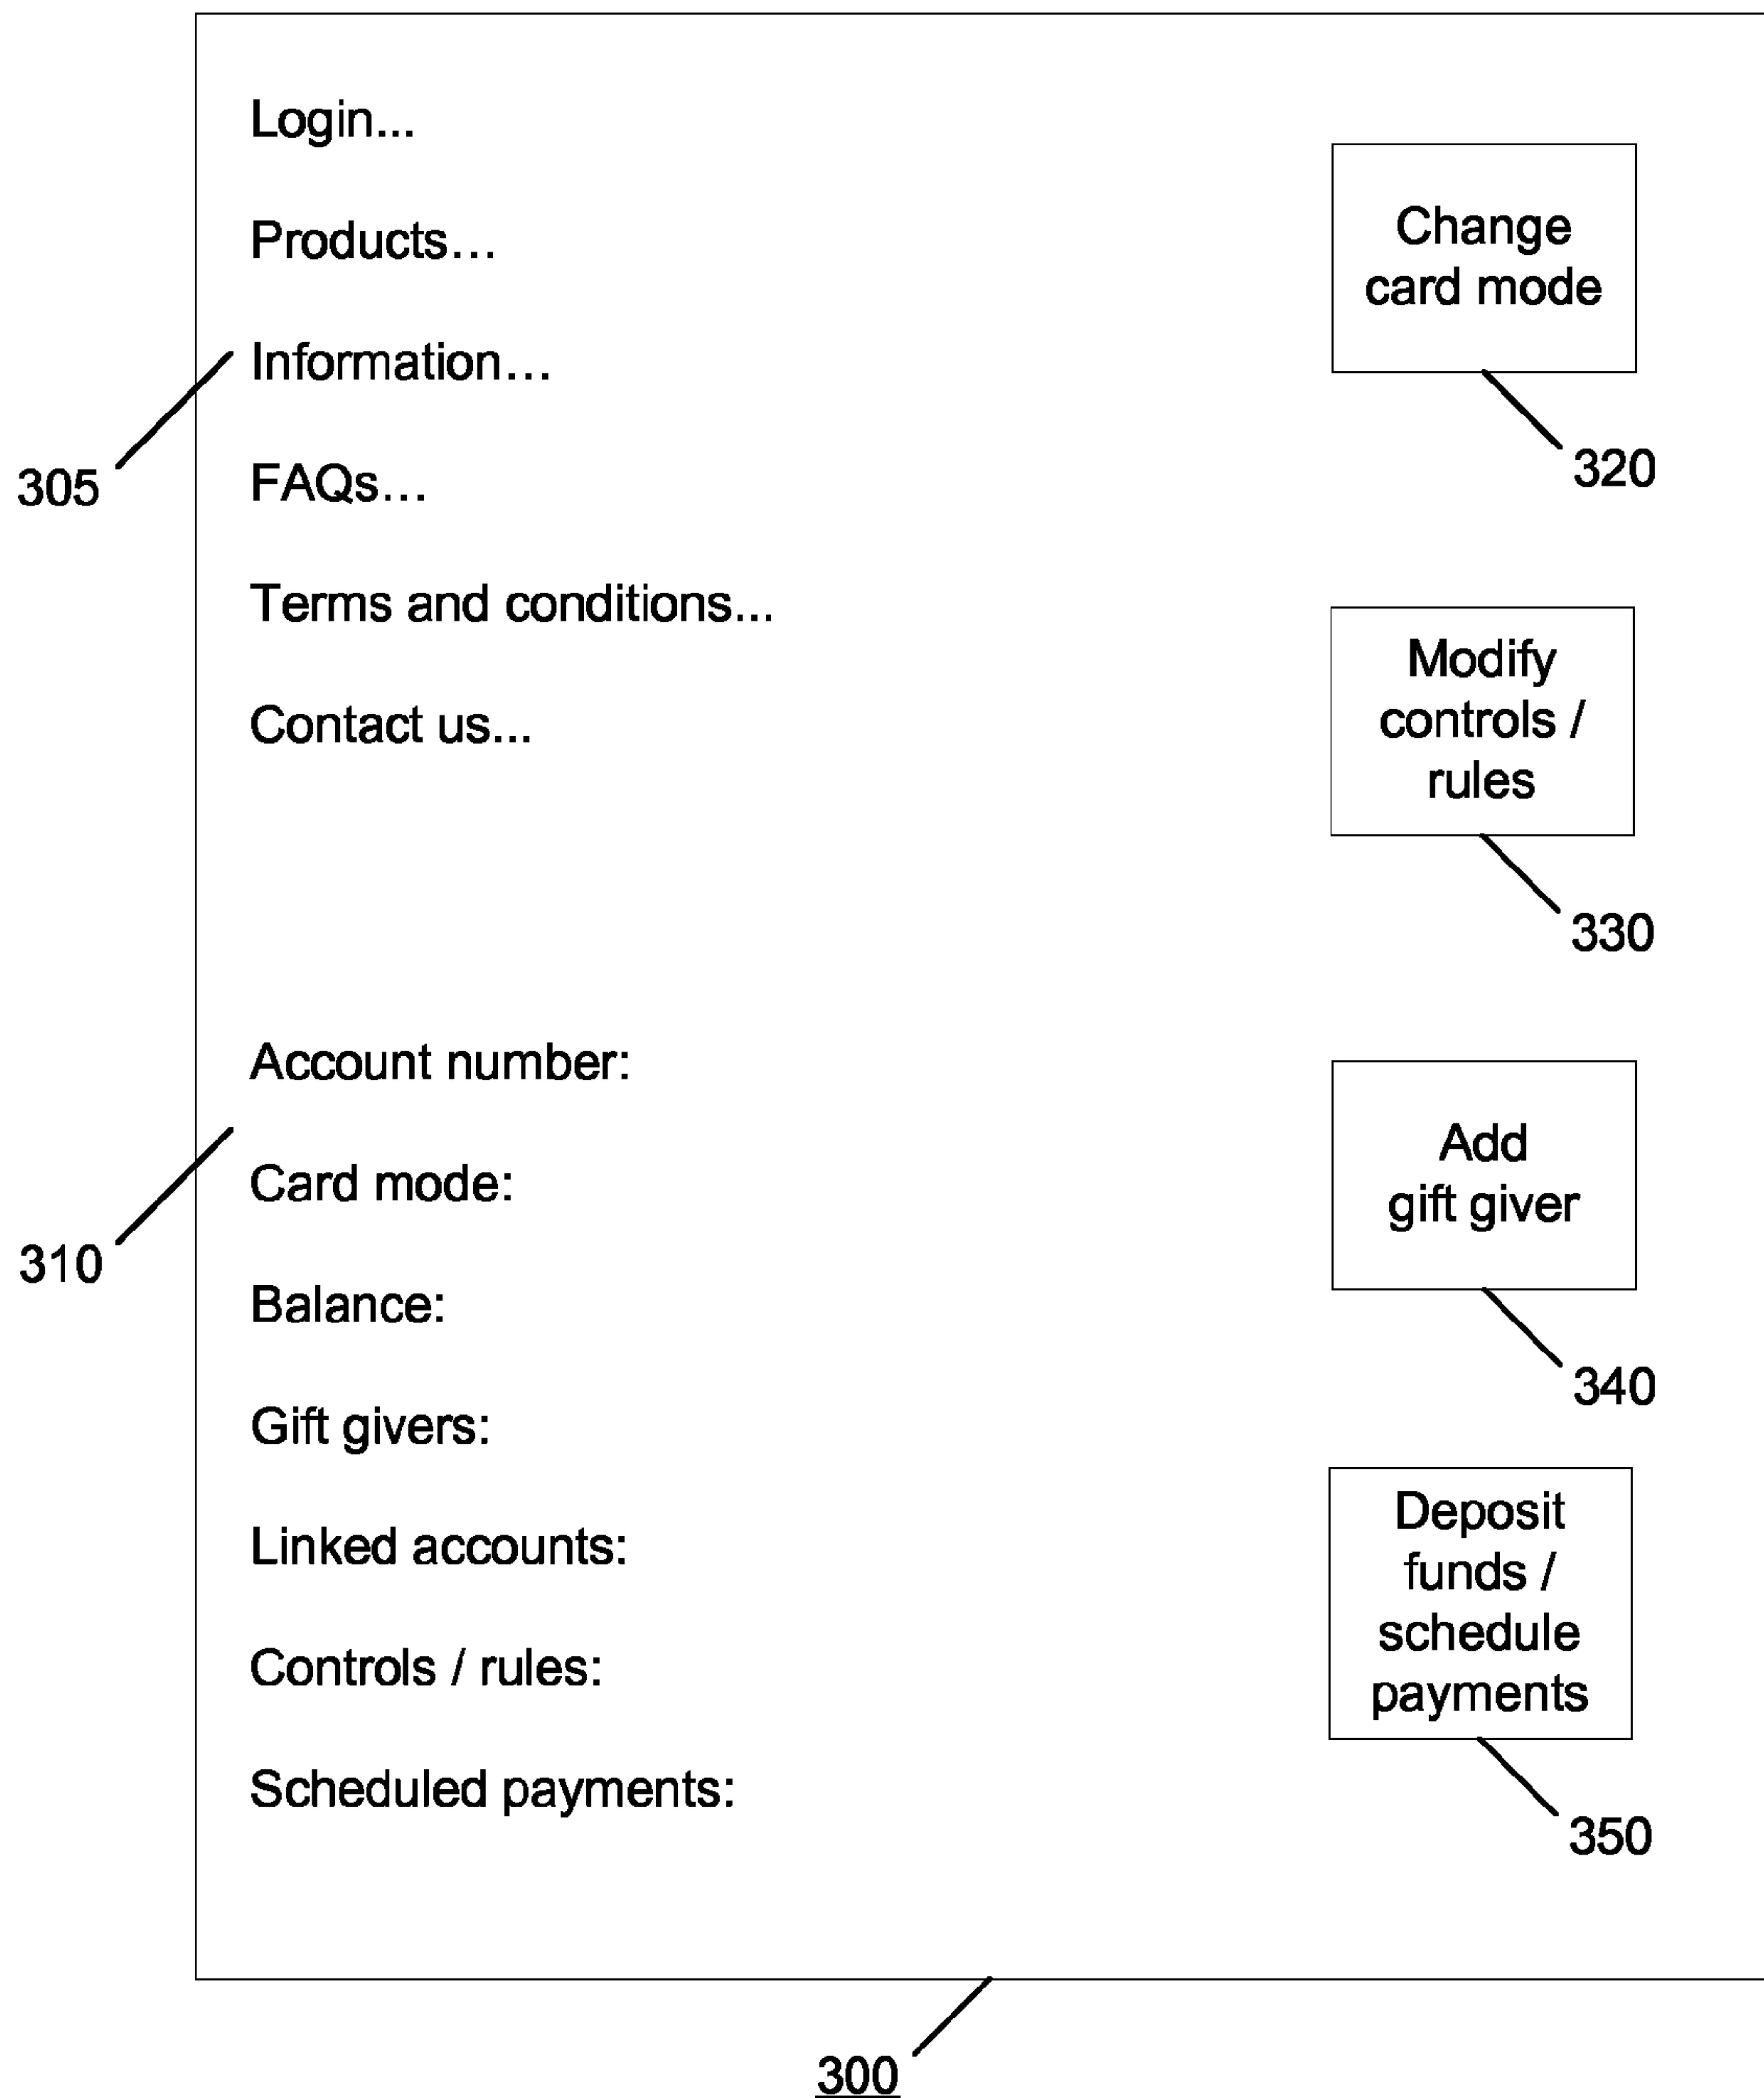 Login...
Products...
Information...
305
FAQs...
Terms and conditions...
Contact us...
Change
card mode
320
Modify
controls /
rules
330
Account number:
310
Card mode:
Balance:
Gift givers:
Linked accounts:
Controls / rules:
Scheduled payments:
Add
gift giver
340
Deposit
funds /
schedule
payments
350
300